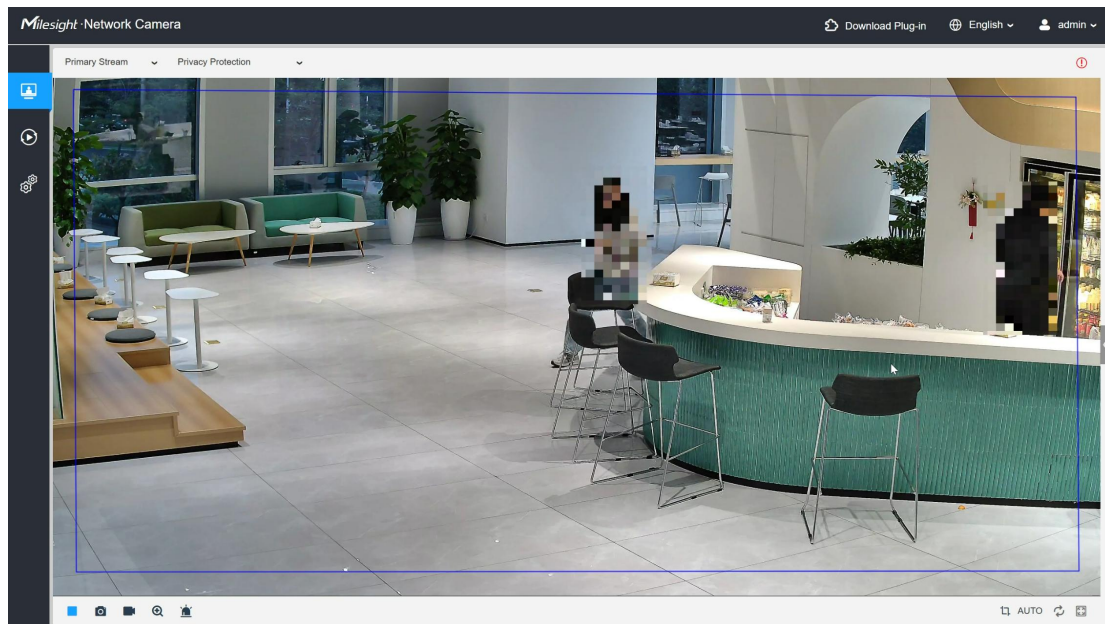 Milesight · Network Camera
Download Plug-in
English
admin
Primary Stream
Privacy Protection
AUTO